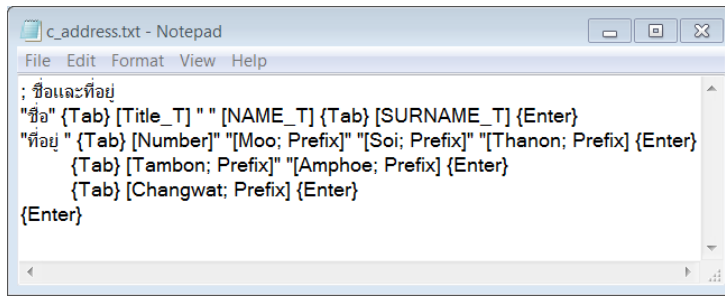 c_address.txt - Notepad
File Edit Format View Help
; ชื่อและที่อยู่
"ชื่อ" {Tab} [Title_T] " " [NAME_T] {Tab} [SURNAME_T] {Enter}
"ที่อยู่ " {Tab} [Number]" "[Moo; Prefix]" "[Soi; Prefix]" "[Thanon; Prefix] {Enter}
{Tab} [Tambon; Prefix]" "[Amphoe; Prefix] {Enter}
{Tab} [Changwat; Prefix] {Enter}
{Enter}